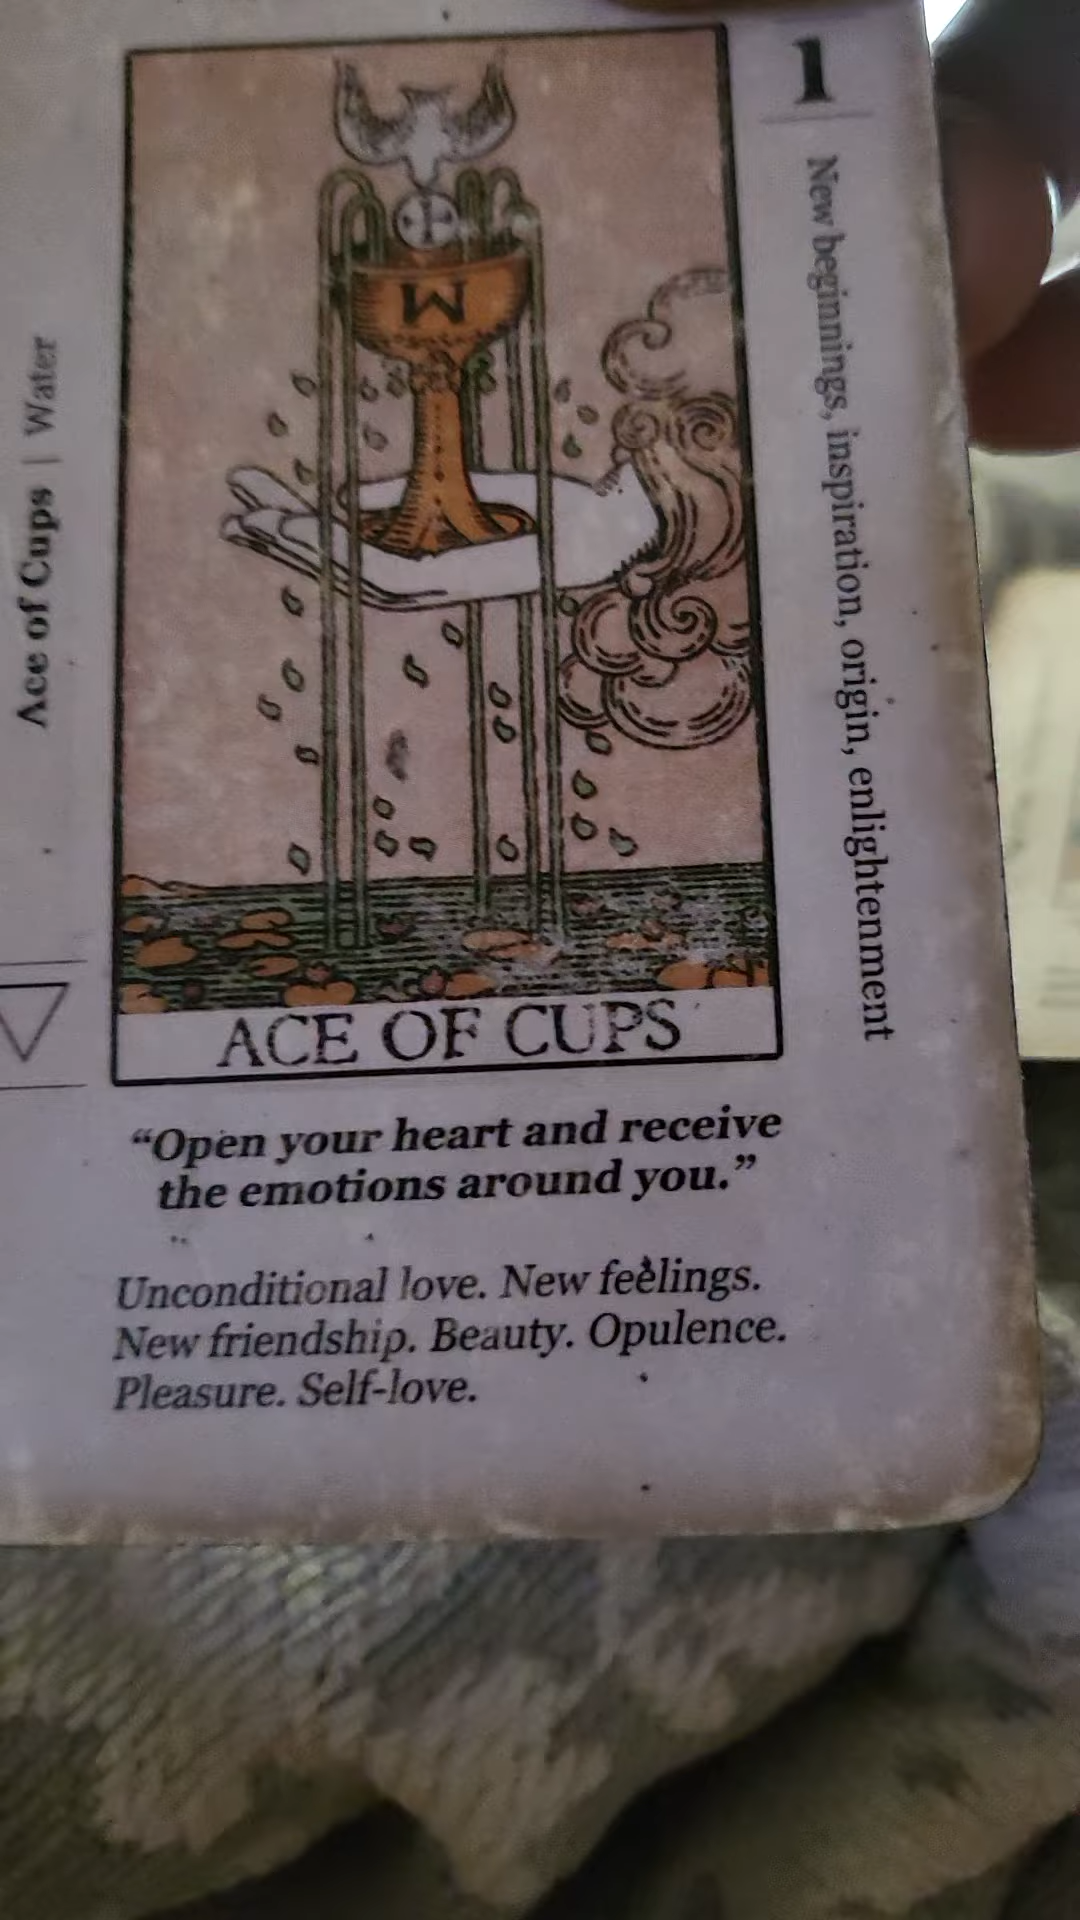 Ace of Cups | Water
W
ACE OF CUPS
1
New beginnings, inspiration, origin, enlightenment
“Open your heart and receive
the emotions around you.”
Unconditional love. New feelings.
New friendship. Beauty. Opulence.
Pleasure. Self-love.